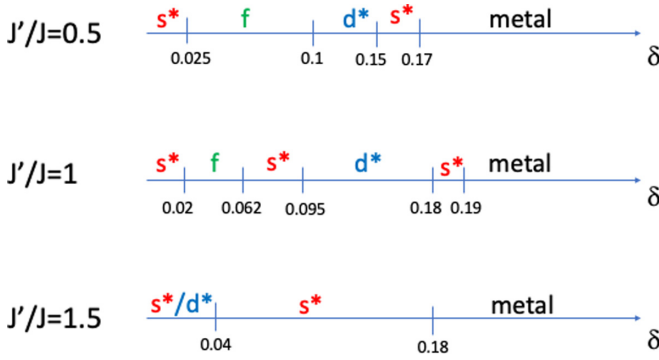 J'/J=0.5 s* f d* s* metal
0.025 0.1 0.15 0.17 δ
J'/J=1 s* f s* d* s* metal
0.02 0.062 0.095 0.18 0.19 δ
J'/J=1.5 s*/d* s* metal
0.04 0.18 δ